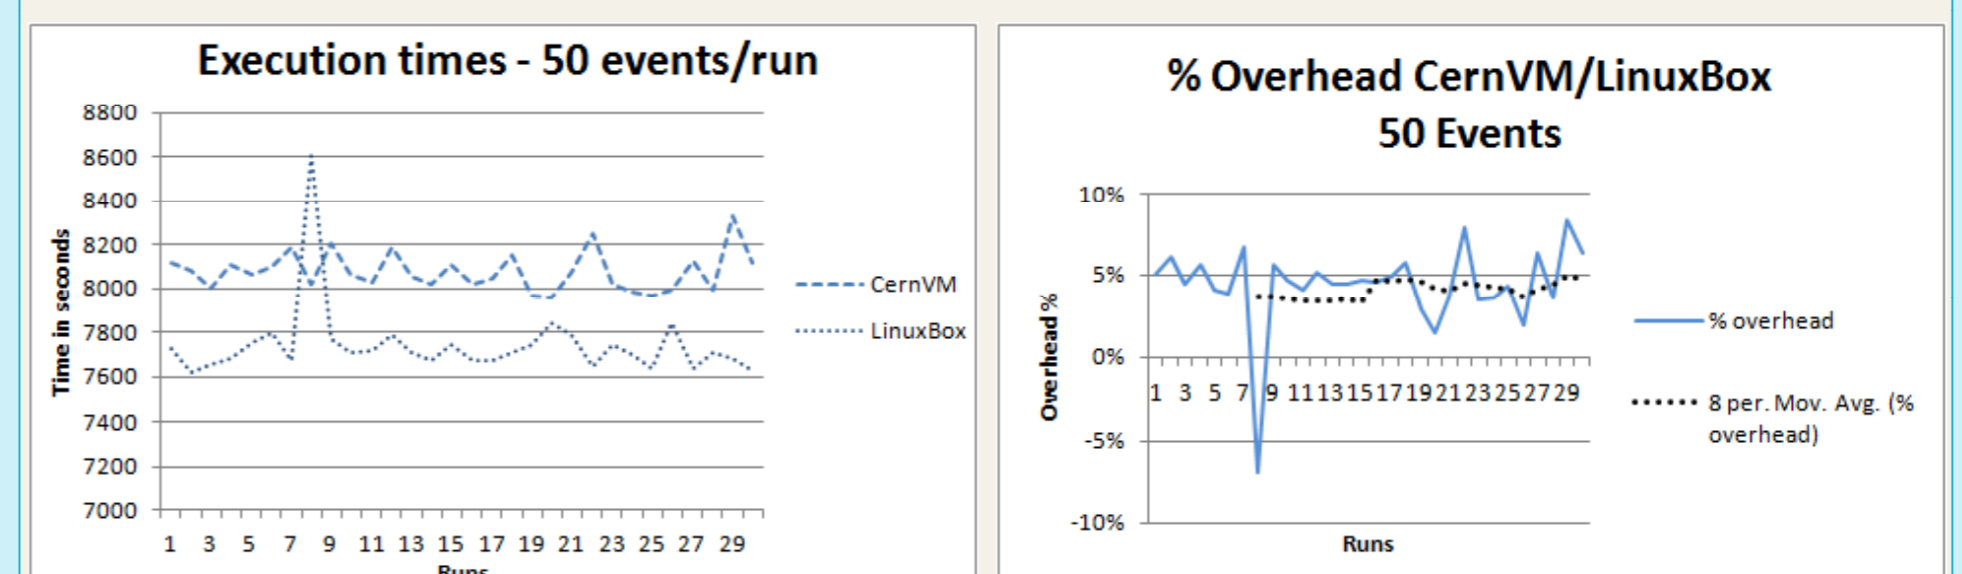 Execution times - 50 events/run
8800
8600
8400
8200
8000
7800
7600
7400
7200
7000
Time in seconds
1 3 5 7 9 11 13 15 17 19 21 23 25 27 29
Runs
CernVM
LinuxBox
% Overhead CernVM/LinuxBox
50 Events
10%
5%
0%
-5%
-10%
Overhead %
1 3 5 7 9 11 13 15 17 19 21 23 25 27 29
Runs
% overhead
8 per. Mov. Avg. (%
overhead)